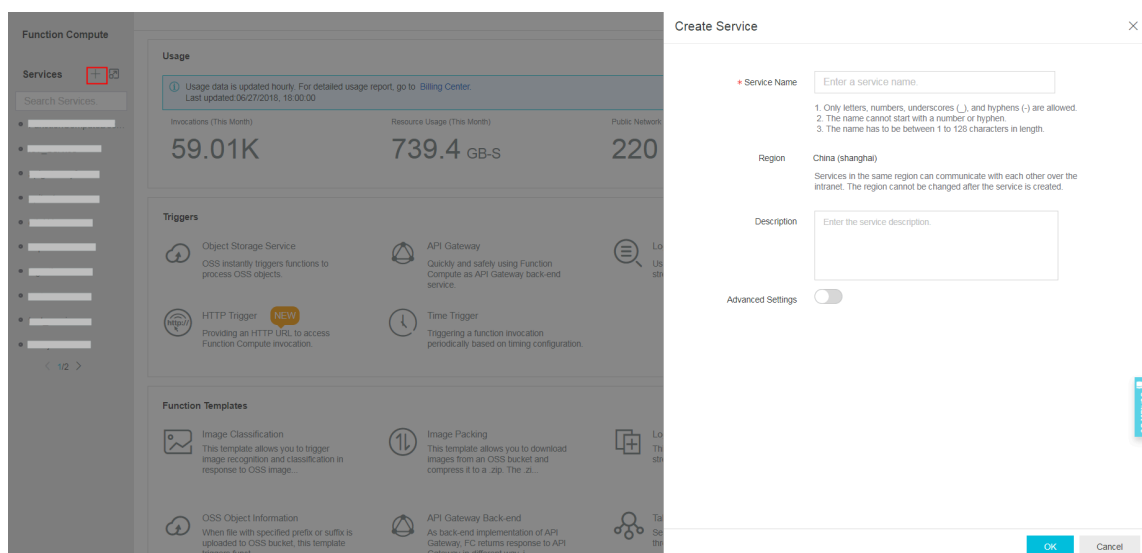 Function Compute
Services
Search Services
1/2
Usage
Usage data is updated hourly. For detailed usage report, go to Billing Center.
Last updated:06/27/2018, 18:00:00
Invocations (This Month)
Resource Usage (This Month)
Public Network
59.01K
739.4 GB-S
220
Triggers
Object Storage Service
OSS instantly triggers functions to
process OSS objects.
API Gateway
Quickly and safely using Function
Compute as API Gateway back-end
service.
Lo
Us
str
http://
HTTP Trigger NEW
Providing an HTTP URL to access
Function Compute invocation.
Time Trigger
Triggering a function invocation
periodically based on timing configuration.
Function Templates
Image Classification
This template allows you to trigger
image recognition and classification in
response to OSS image...
Image Packing
This template allows you to download
images from an OSS bucket and
compress it to a .zip. The .zi...
Lo
Th
str
OSS Object Information
When file with specified prefix or suffix is
uploaded to OSS bucket, this template
API Gateway Back-end
As back-end implementation of API
Gateway, FC returns response to API
Ta
Se
thr
Create Service
* Service Name
Enter a service name.
1. Only letters, numbers, underscores (_), and hyphens (-) are allowed.
2. The name cannot start with a number or hyphen.
3. The name has to be between 1 to 128 characters in length.
Region
China (shanghai)
Services in the same region can communicate with each other over the
intranet. The region cannot be changed after the service is created.
Description
Enter the service description.
Advanced Settings
OK
Cancel